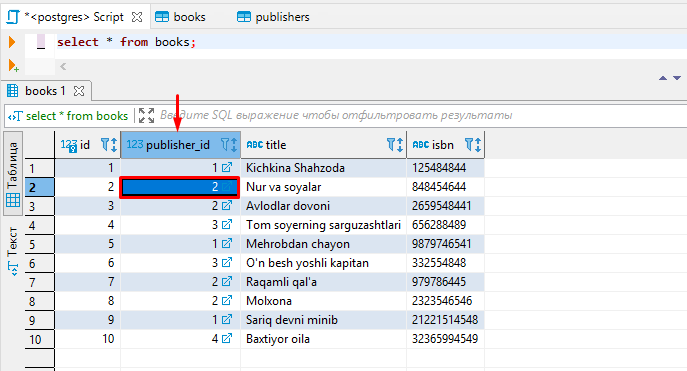 *<postgres> Script books publishers
select * from books;
books 1
select * from books Введите SQL выражение чтобы отфильтровать результаты
Таблица
Текст
123 id 123 publisher_id ABC title ABC isbn
1 1 1 Kichkina Shahzoda 125484844
2 2 2 Nur va soyalar 848454644
3 3 2 Avlodlar dovoni 2659548441
4 4 3 Tom soyerning sarguzashtlari 656288489
5 5 1 Mehrobdan chayon 9879746541
6 6 3 O'n besh yoshli kapitan 332554848
7 7 2 Raqamli qal'a 979786445
8 8 2 Molxona 2323546546
9 9 1 Sariq devni minib 21221514548
10 10 4 Baxtiyor oila 32365994549